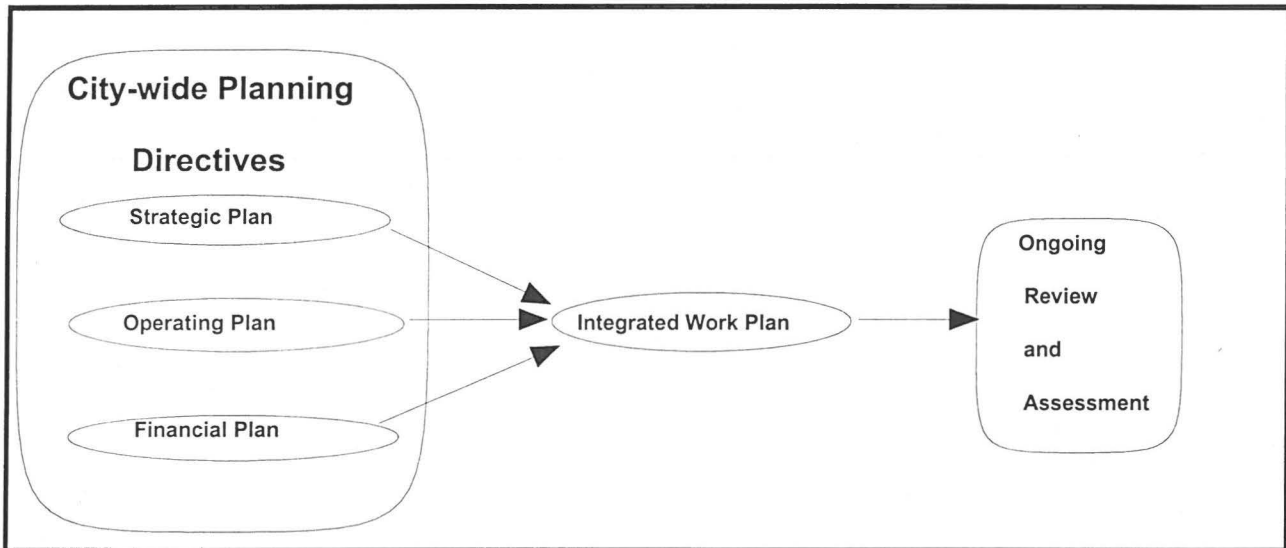 City-wide Planning
Directives
Strategic Plan
Operating Plan
Financial Plan
Integrated Work Plan
Ongoing
Review
and
Assessment